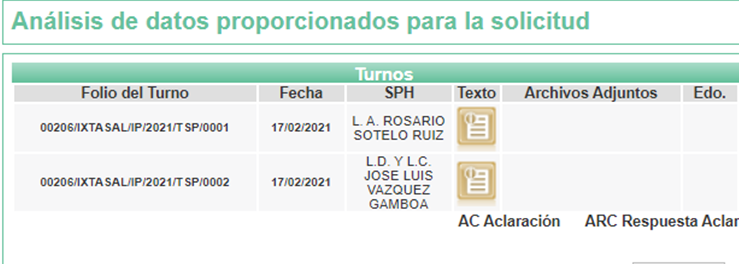 Análisis de datos proporcionados para la solicitud
Turnos
Folio del Turno Fecha SPH Texto Archivos Adjuntos Edo.
00206/IXTASAL/IP/2021/TSP/0001 17/02/2021 L. A. ROSARIO
SOTELO RUIZ
00206/IXTASAL/IP/2021/TSP/0002 17/02/2021 L.D. Y L.C.
JOSE LUIS
VAZQUEZ
GAMBOA
AC Aclaración ARC Respuesta Aclar